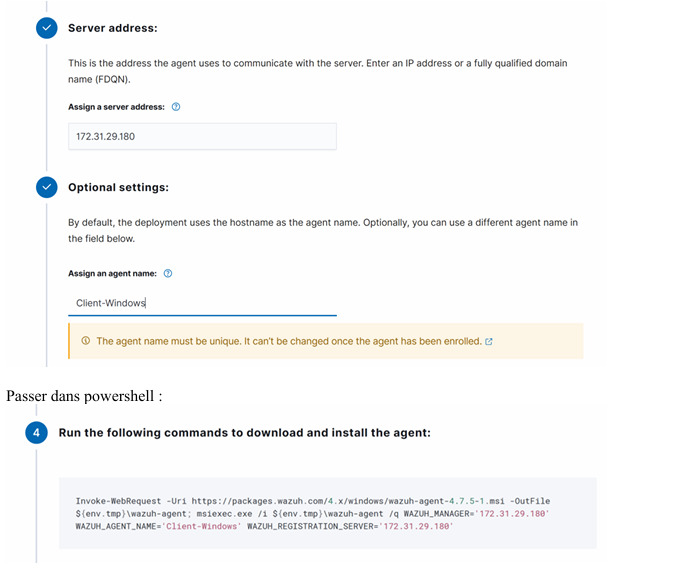 Server address:
This is the address the agent uses to communicate with the server. Enter an IP address or a fully qualified domain
name (FDQN).
Assign a server address: ?
172.31.29.180
Optional settings:
By default, the deployment uses the hostname as the agent name. Optionally, you can use a different agent name in
the field below.
Assign an agent name: ?
Client-Windows
The agent name must be unique. It can't be changed once the agent has been enrolled.
Passer dans powershell :
4 Run the following commands to download and install the agent:
Invoke-WebRequest -Uri https://packages.wazuh.com/4.x/windows/wazuh-agent-4.7.5-1.msi -OutFile
${env.tmp}\wazuh-agent; msiexec.exe /i ${env.tmp}\wazuh-agent /q WAZUH_MANAGER='172.31.29.180'
WAZUH_AGENT_NAME='Client-Windows' WAZUH_REGISTRATION_SERVER='172.31.29.180'